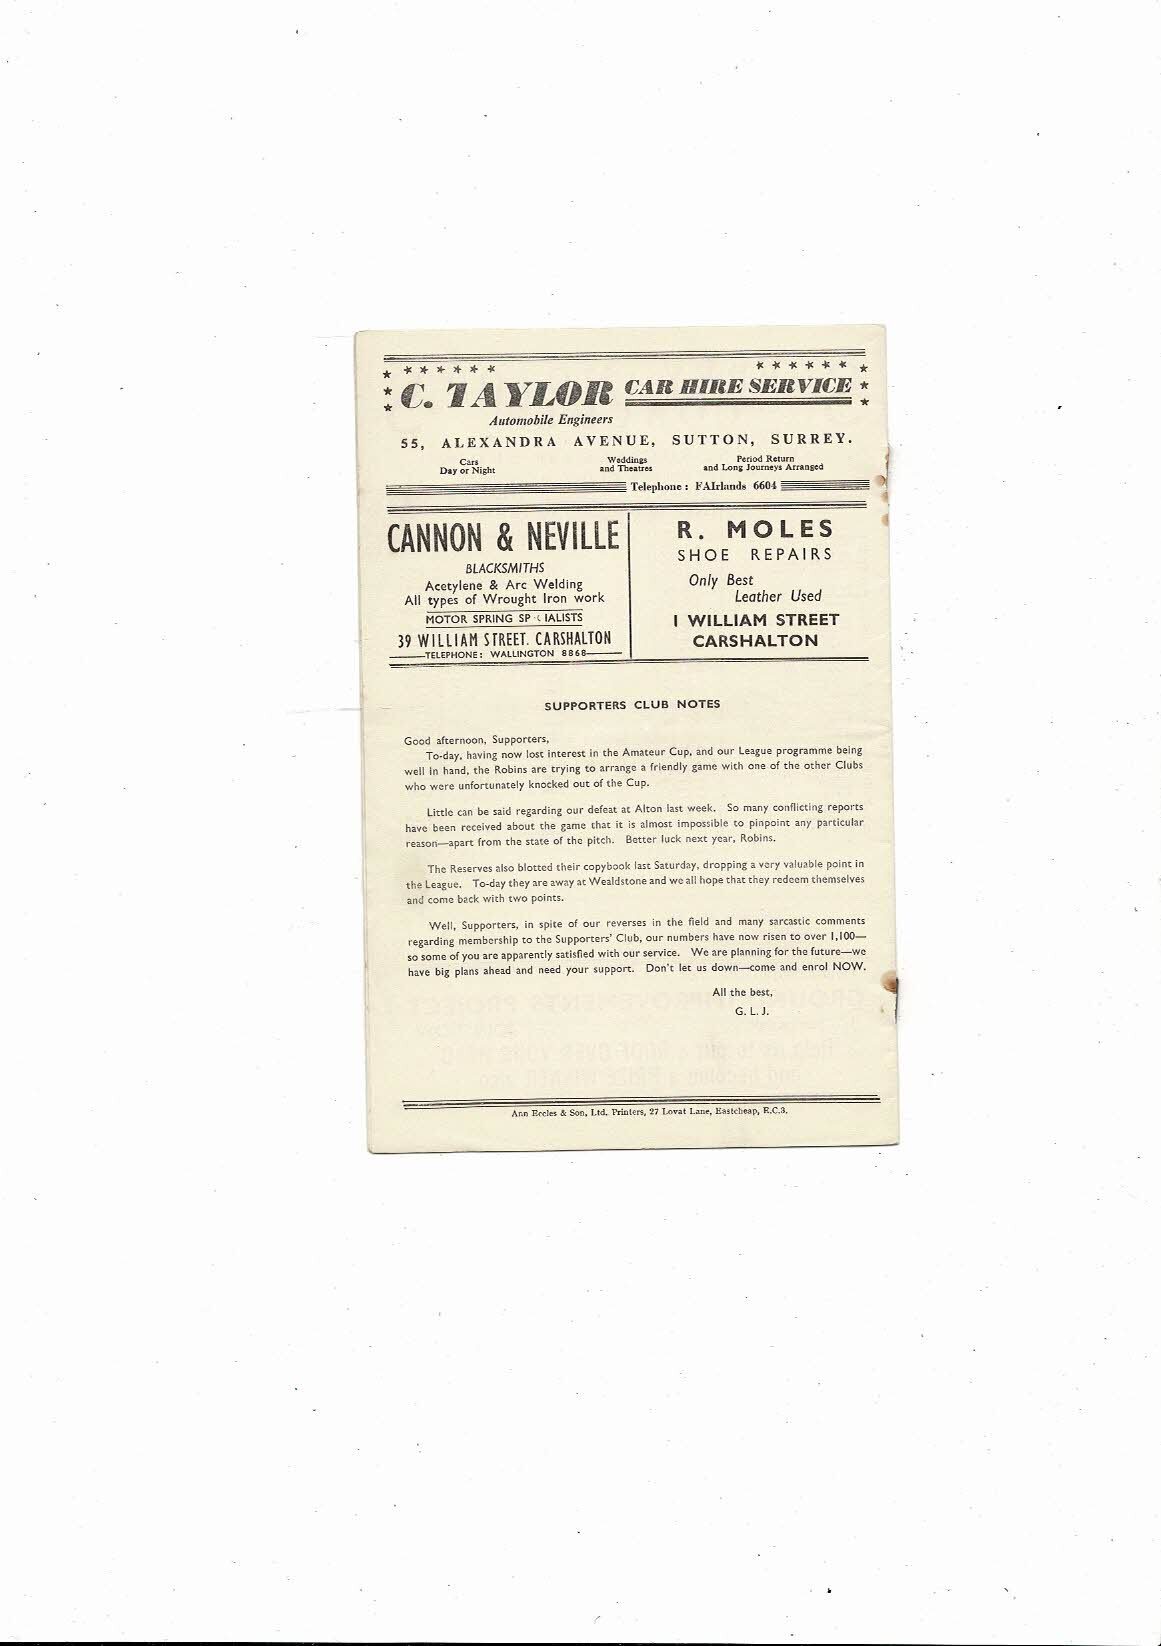 C. TAYLOR CAR HIRE SERVICE
Automobile Engineers
55, ALEXANDRA AVENUE, SUTTON, SURREY.
Cars Weddings Period Return
Day or Night and Theatres and Long Journeys Arranged
Telephone : FAIrlands 6604
CANNON & NEVILLE
BLACKSMITHS
Acetylene & Arc Welding
All types of Wrought Iron work
MOTOR SPRING SP IALISTS
39 WILLIAM STREET. CARSHALTON
TELEPHONE: WALLINGTON 8868
R. MOLES
SHOE REPAIRS
Only Best
Leather Used
1 WILLIAM STREET
CARSHALTON
SUPPORTERS CLUB NOTES
Good afternoon, Supporters,
To-day, having now lost interest in the Amateur Cup, and our League programme being
well in hand, the Robins are trying to arrange a friendly game with one of the other Clubs
who were unfortunately knocked out of the Cup.
Little can be said regarding our defeat at Alton last week. So many conflicting reports
have been received about the game that it is almost impossible to pinpoint any particular
reason—apart from the state of the pitch. Better luck next year, Robins.
The Reserves also blotted their copybook last Saturday, dropping a very valuable point in
the League. To-day they are away at Wealdstone and we all hope that they redeem themselves
and come back with two points.
Well, Supporters, in spite of our reverses in the field and many sarcastic comments
regarding membership to the Supporters' Club, our numbers have now risen to over 1,100—
so some of you are apparently satisfied with our service. We are planning for the future—we
have big plans ahead and need your support. Don't let us down—come and enrol NOW.
All the best,
G. L. J.
Ann Eccles & Son, Ltd. Printers, 27 Lovat Lane, Eastcheap, E.C.3.